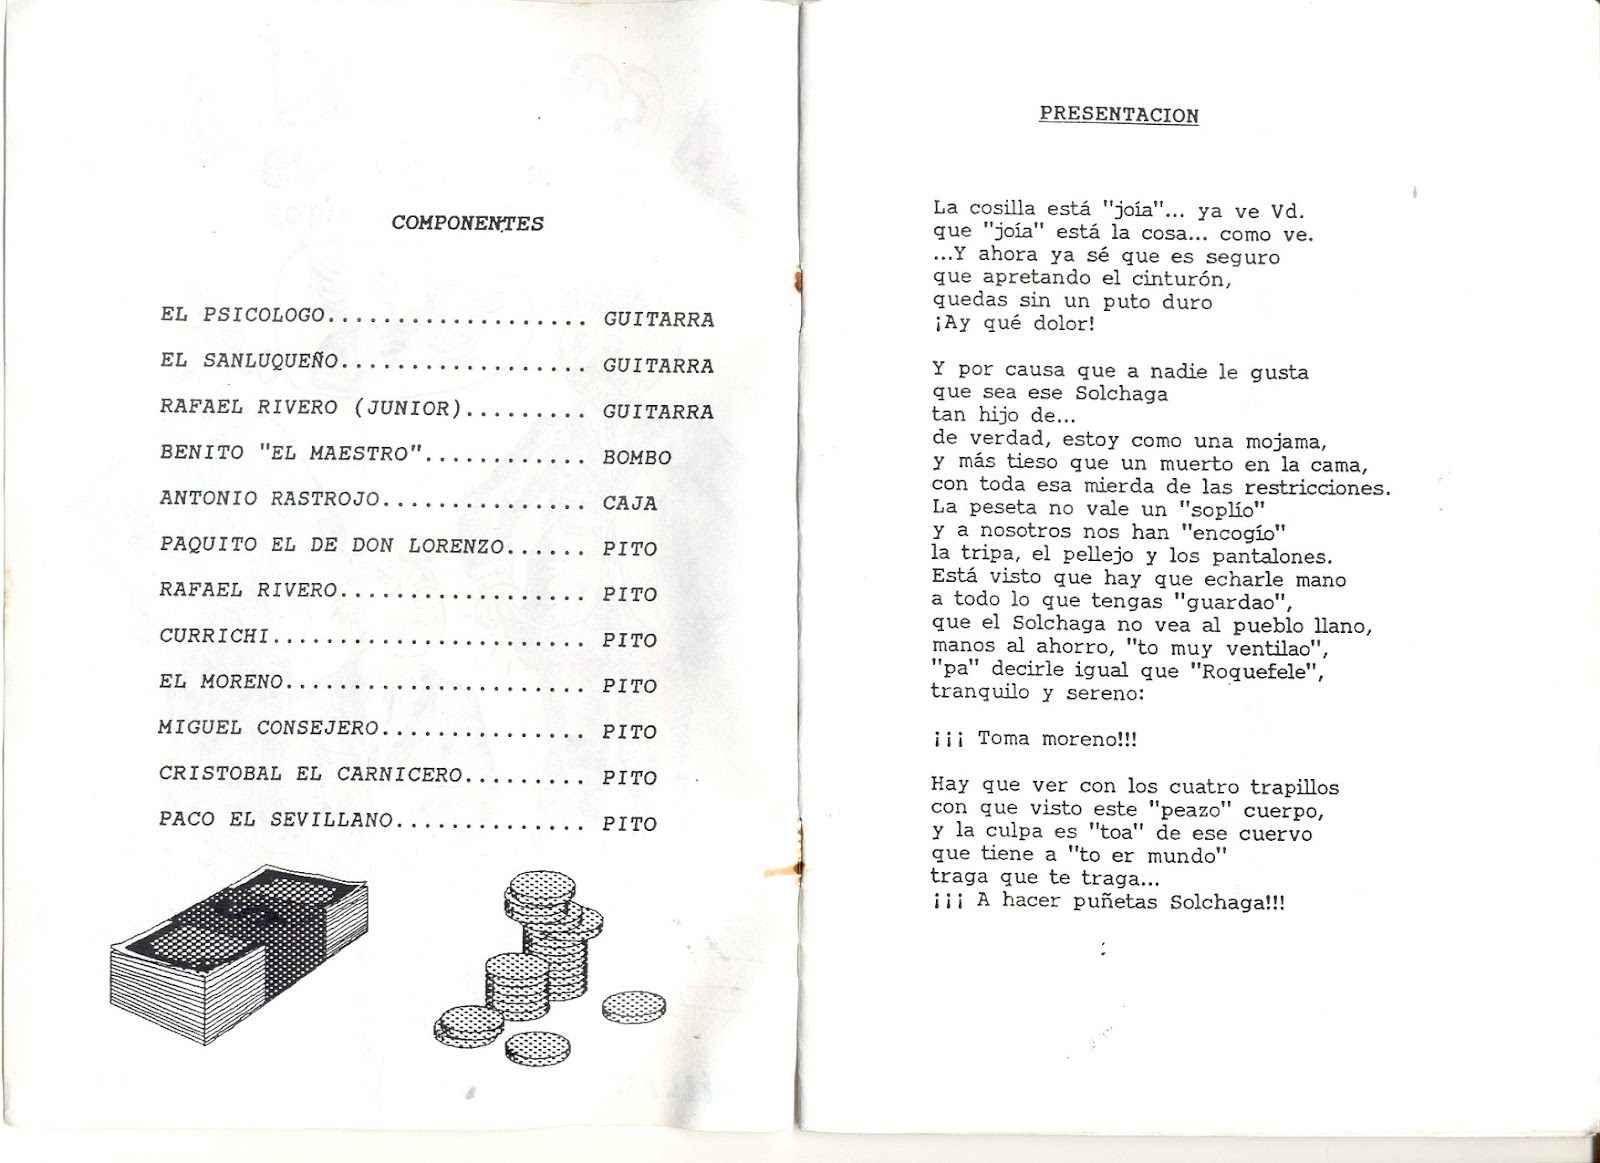 COMPONENTES
EL PSICOLOGO................... GUITARRA
EL SANLUQUEÑO.................. GUITARRA
RAFAEL RIVERO (JUNIOR)......... GUITARRA
BENITO "EL MAESTRO"............ BOMBO
ANTONIO RASTROJO............... CAJA
PAQUITO EL DE DON LORENZO...... PITO
RAFAEL RIVERO.................. PITO
CURRICHI....................... PITO
EL MORENO...................... PITO
MIGUEL CONSEJERO............... PITO
CRISTOBAL EL CARNICERO......... PITO
PACO EL SEVILLANO.............. PITO
PRESENTACION
La cosilla está "joía"... ya ve Vd.
que "joía" está la cosa... como ve.
...Y ahora ya sé que es seguro
que apretando el cinturón,
quedas sin un puto duro
¡Ay qué dolor!
Y por causa que a nadie le gusta
que sea ese Solchaga
tan hijo de...
de verdad, estoy como una mojama,
y más tieso que un muerto en la cama,
con toda esa mierda de las restricciones.
La peseta no vale un "soplío"
y a nosotros nos han "encogío"
la tripa, el pellejo y los pantalones.
Está visto que hay que echarle mano
a todo lo que tengas "guardao",
que el Solchaga no vea al pueblo llano,
manos al ahorro, "to muy ventilao",
"pa" decirle igual que "Roquefele",
tranquilo y sereno:
¡¡¡ Toma moreno!!!
Hay que ver con los cuatro trapillos
con que visto este "peazo" cuerpo,
y la culpa es "toa" de ese cuervo
que tiene a "to er mundo"
traga que te traga...
¡¡¡ A hacer puñetas Solchaga!!!